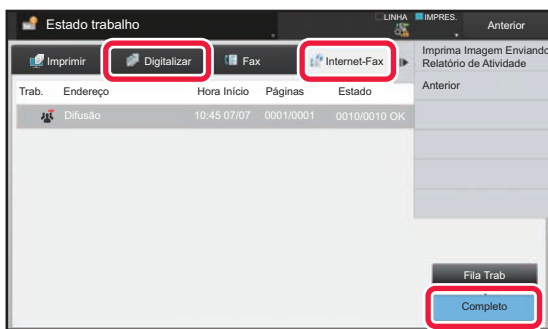 Estado trabalho
LINHA
IMPRES.
Anterior
Imprimir
Digitalizar
Fax
Internet-Fax
Imprima Imagem Enviando
Relatório de Atividade
Anterior
Trab. Endereço Hora Início Páginas Estado
Difusão 10:45 07/07 0001/0001 0010/0010 OK
Fila Trab
Completo